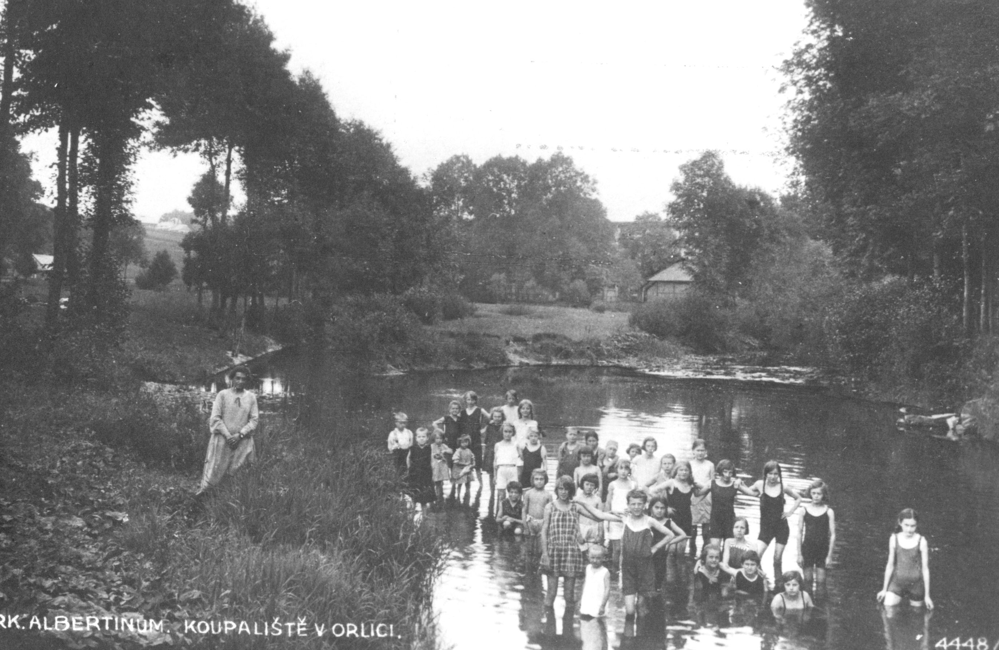 RK. ALBERTINUM. KOUPALIŠTĚ V ORLICI.
4448